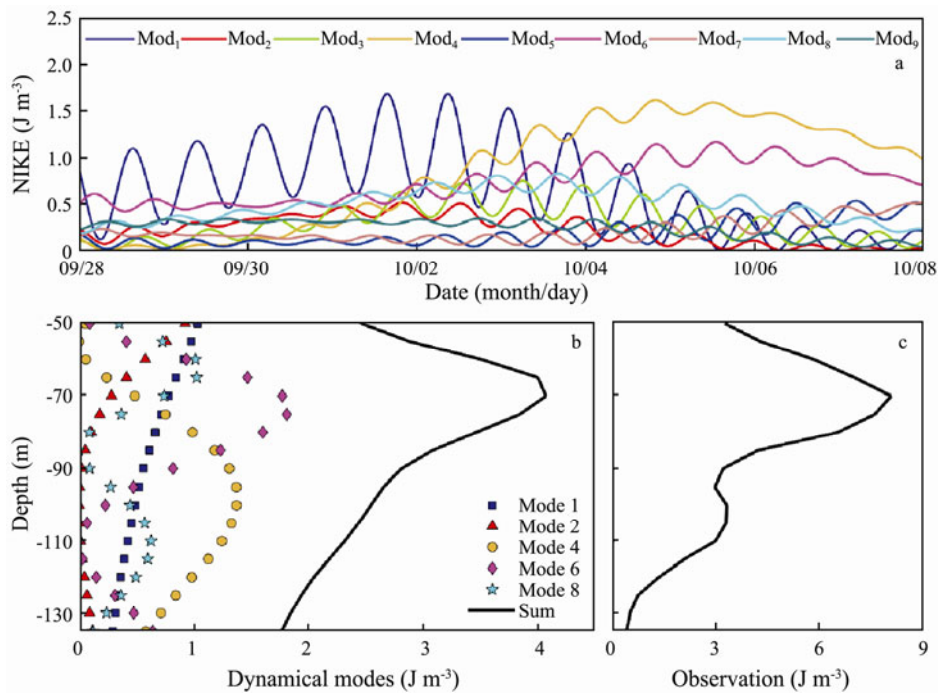 2.5
2.0
1.5
1.0
0.5
0
NIKE (J m⁻³)
Mod₁ Mod₂ Mod₃ Mod₄ Mod₅ Mod₆ Mod₇ Mod₈ Mod₉
a
09/28 09/30 10/02 10/04 10/06 10/08
Date (month/day)
-50
-70
-90
-110
-130
Depth (m)
b
Mode 1
Mode 2
Mode 4
Mode 6
Mode 8
Sum
0 1 2 3 4
Dynamical modes (J m⁻³)
c
0 3 6 9
Observation (J m⁻³)